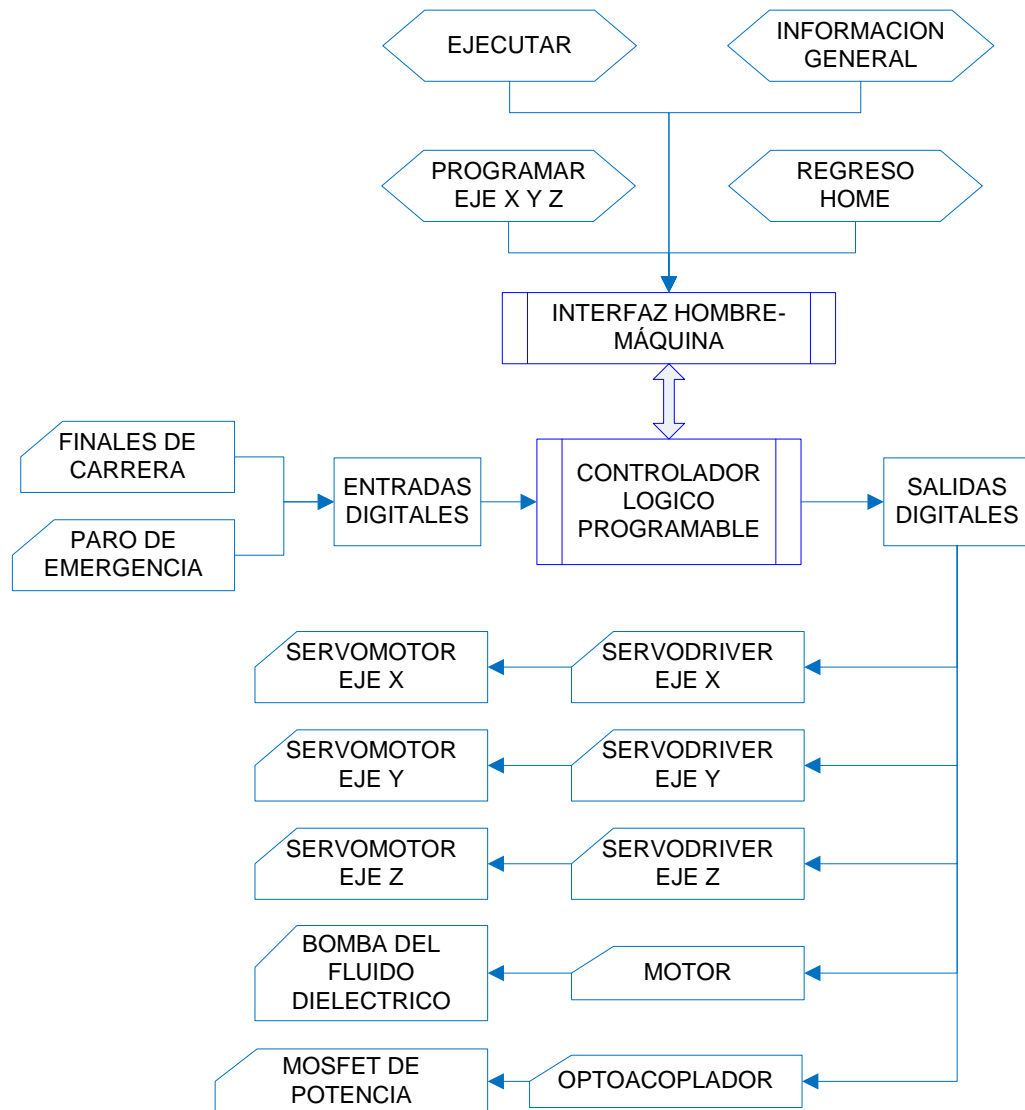 EJECUTAR
INFORMACION
GENERAL
PROGRAMAR
EJE X Y Z
REGRESO
HOME
INTERFAZ HOMBRE-
MÁQUINA
FINALES DE
CARRERA
PARO DE
EMERGENCIA
ENTRADAS
DIGITALES
CONTROLADOR
LOGICO
PROGRAMABLE
SALIDAS
DIGITALES
SERVOMOTOR
EJE X
SERVODRIVER
EJE X
SERVOMOTOR
EJE Y
SERVODRIVER
EJE Y
SERVOMOTOR
EJE Z
SERVODRIVER
EJE Z
BOMBA DEL
FLUIDO
DIELECTRICO
MOTOR
MOSFET DE
POTENCIA
OPTOACOPLADOR